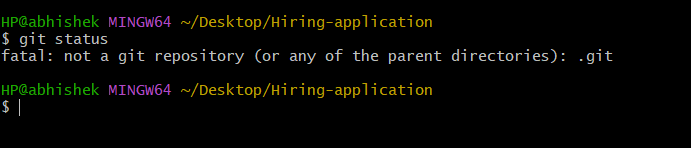 HP@abhishek MINGW64 ~/Desktop/Hiring-application
$ git status
fatal: not a git repository (or any of the parent directories): .git
HP@abhishek MINGW64 ~/Desktop/Hiring-application
$